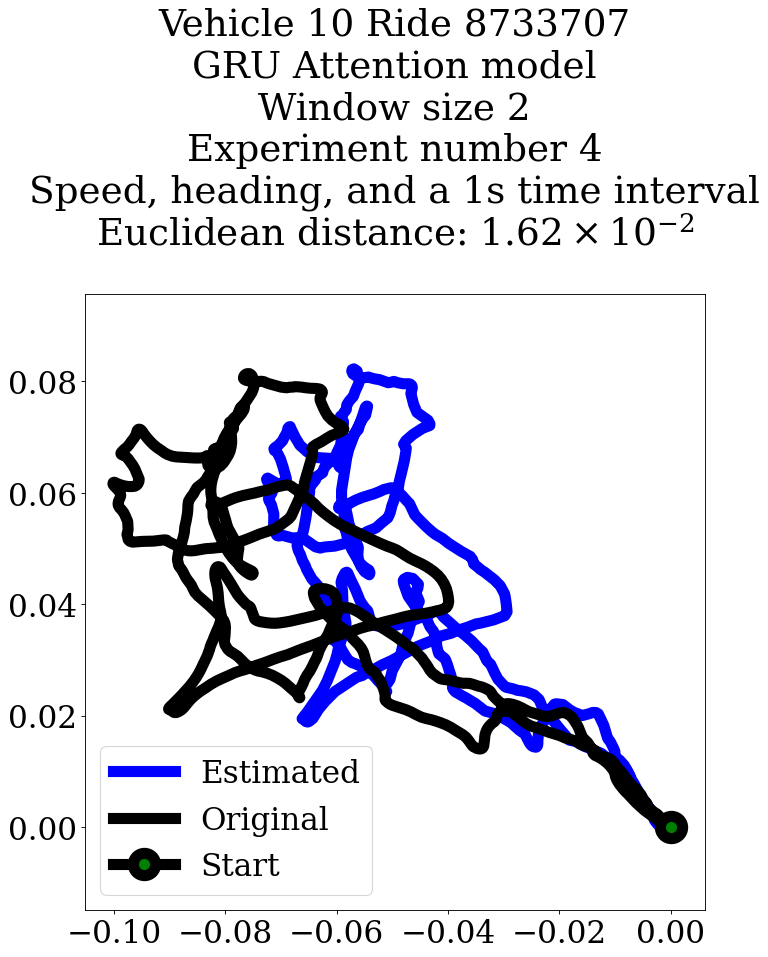 Vehicle 10 Ride 8733707
GRU Attention model
Window size 2
Experiment number 4
Speed, heading, and a 1s time interval
Euclidean distance: 1.62 × 10⁻²
0.08
0.06
0.04
0.02
0.00
Estimated
Original
Start
−0.10 −0.08 −0.06 −0.04 −0.02 0.00